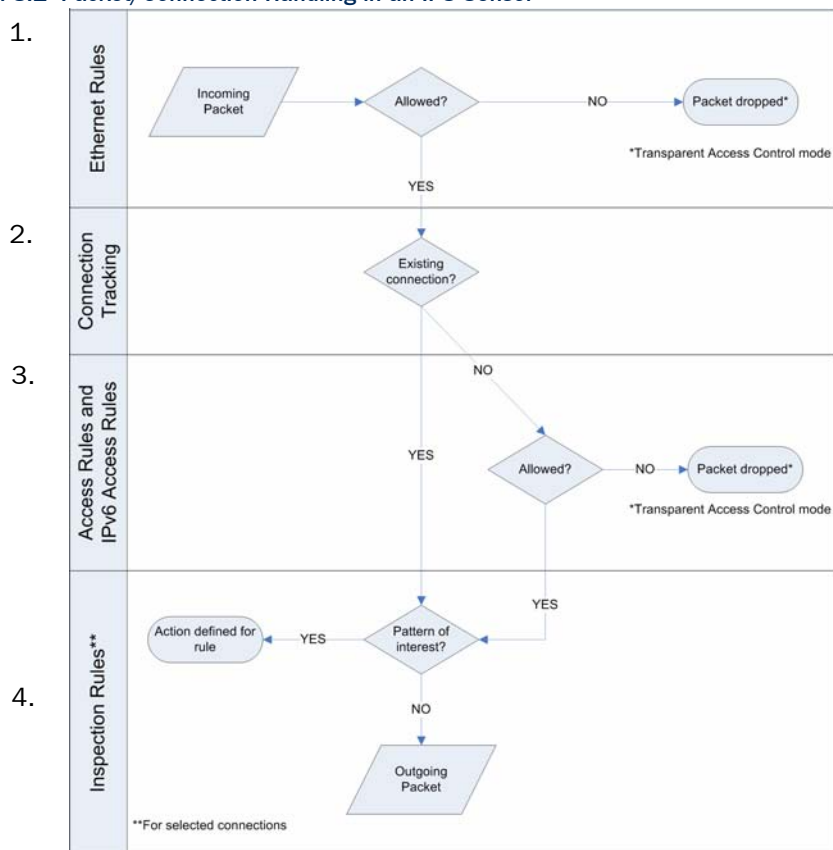 1.
Ethernet Rules
Incoming
Packet
Allowed?
NO
Packet dropped*
*Transparent Access Control mode
YES
2.
Connection
Tracking
Existing
connection?
NO
3.
Access Rules and
IPv6 Access Rules
YES
Allowed?
NO
Packet dropped*
*Transparent Access Control mode
YES
4.
Inspection Rules**
Action defined for
rule
YES
Pattern of
interest?
NO
Outgoing
Packet
**For selected connections